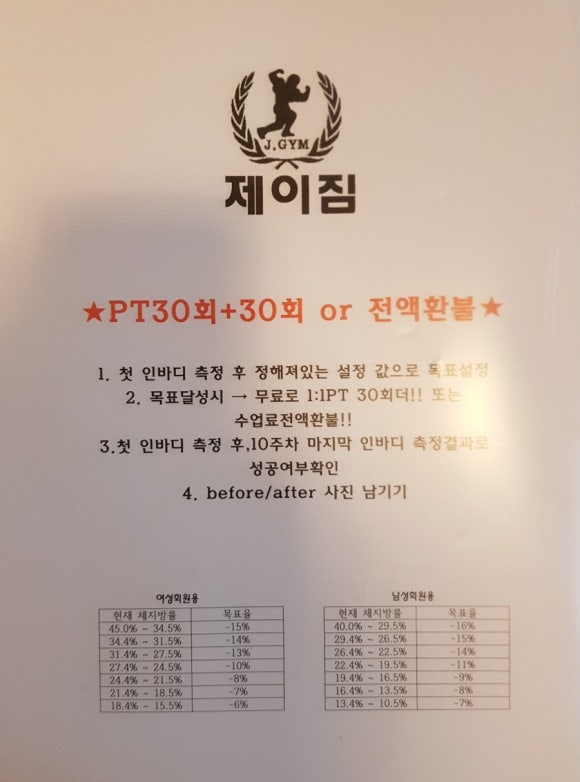 J.GYM
제이짐
★PT30회+30회 or 전액환불★
1. 첫 인바디 측정 후 정해져있는 설정 값으로 목표설정
2. 목표달성시 → 무료로 1:1PT 30회더!! 또는
수업료전액환불!!
3.첫 인바디 측정 후,10주차 마지막 인바디 측정결과로
성공여부확인
4. before/after 사진 남기기
여성회원용
현재 체지방률 목표율
45.0% ~ 34.5% -15%
34.4% ~ 31.5% -14%
31.4% ~ 27.5% -13%
27.4% ~ 24.5% -10%
24.4% ~ 21.5% -8%
21.4% ~ 18.5% -7%
18.4% ~ 15.5% -6%
남성회원용
현재 체지방률 목표율
40.0% ~ 29.5% -16%
29.4% ~ 26.5% -15%
26.4% ~ 22.5% -14%
22.4% ~ 19.5% -11%
19.4% ~ 16.5% -9%
16.4% ~ 13.5% -8%
13.4% ~ 10.5% -7%